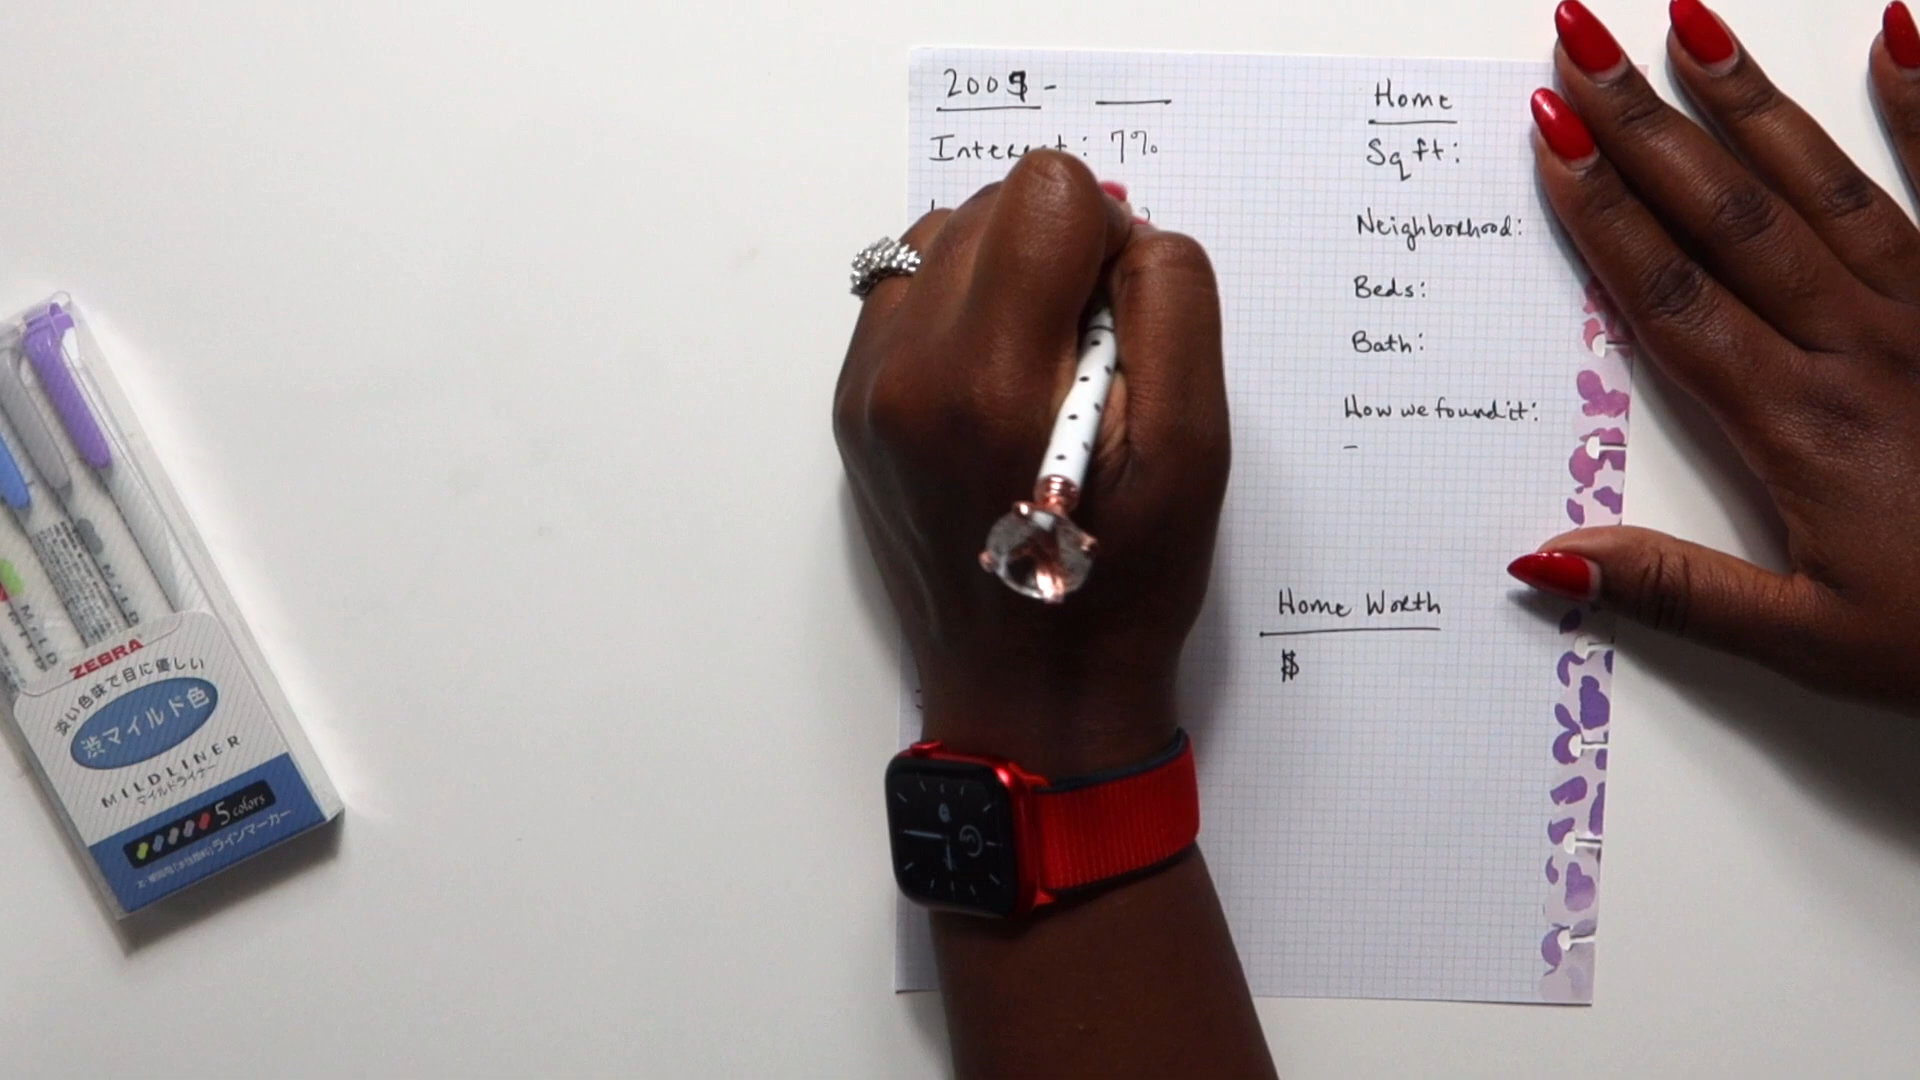 2009 -
Interest: 7%
Home
Sq ft:
Neighborhood:
Beds:
Bath:
How we found it:
-
Home Worth
$
ZEBRA
淡い色味で目に優しい
渋マイルド色
MILDLINER
マイルドライナー
5 colors
ラインマーカー